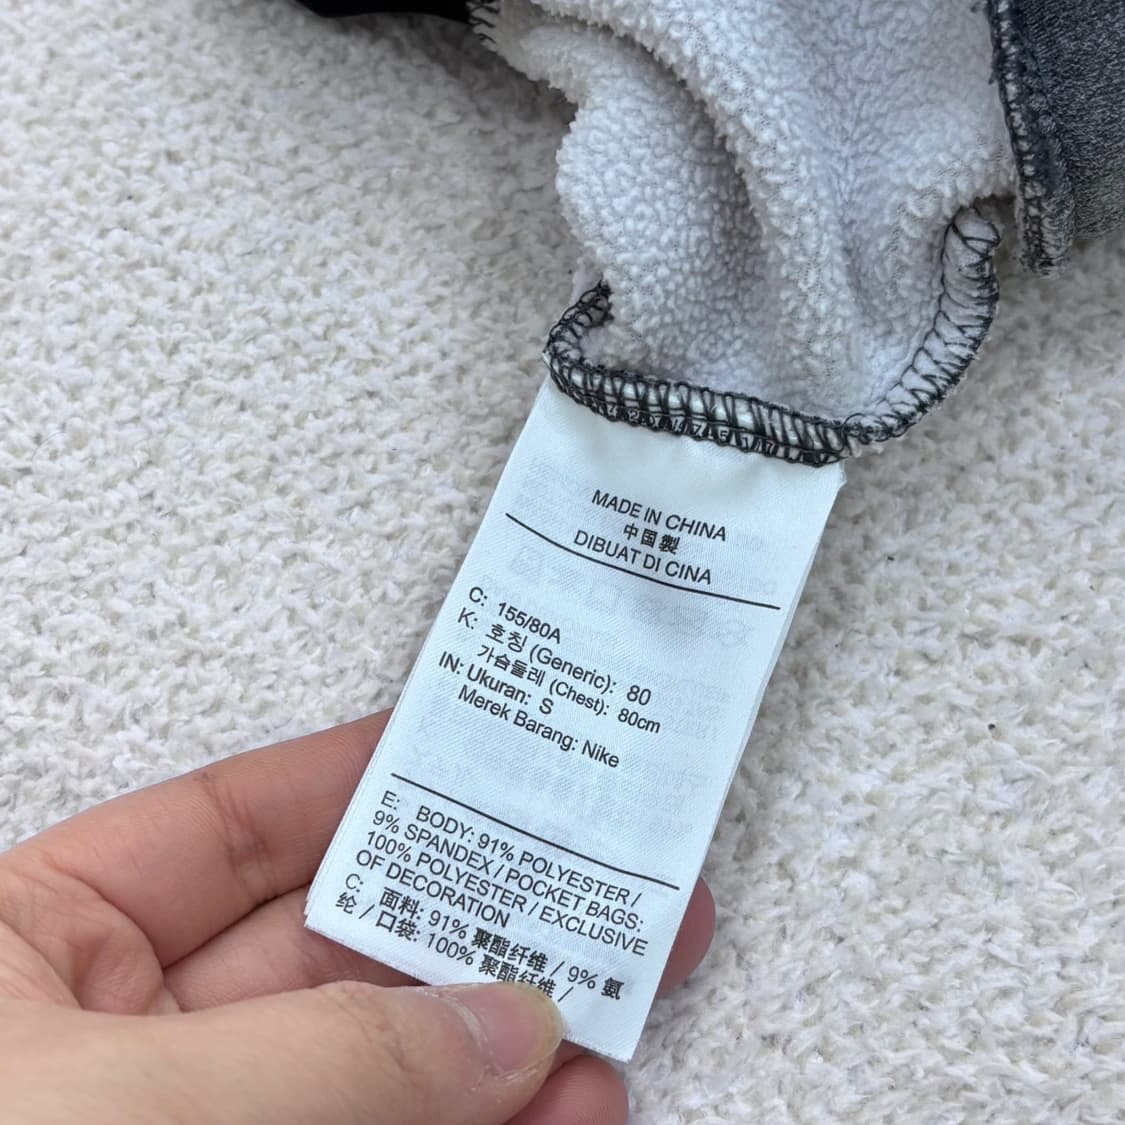 MADE IN CHINA
中国製
DIBUAT DI CINA
C: 155/80A
K: 호칭 (Generic): 80
가슴둘레 (Chest): 80cm
IN: Ukuran: S
Merek Barang: Nike
E: BODY: 91% POLYESTER /
9% SPANDEX / POCKET BAGS:
100% POLYESTER / EXCLUSIVE
OF DECORATION
C: 面料: 91% 聚酯纤维 / 9% 氨
纶 / 口袋: 100% 聚酯纤维 /